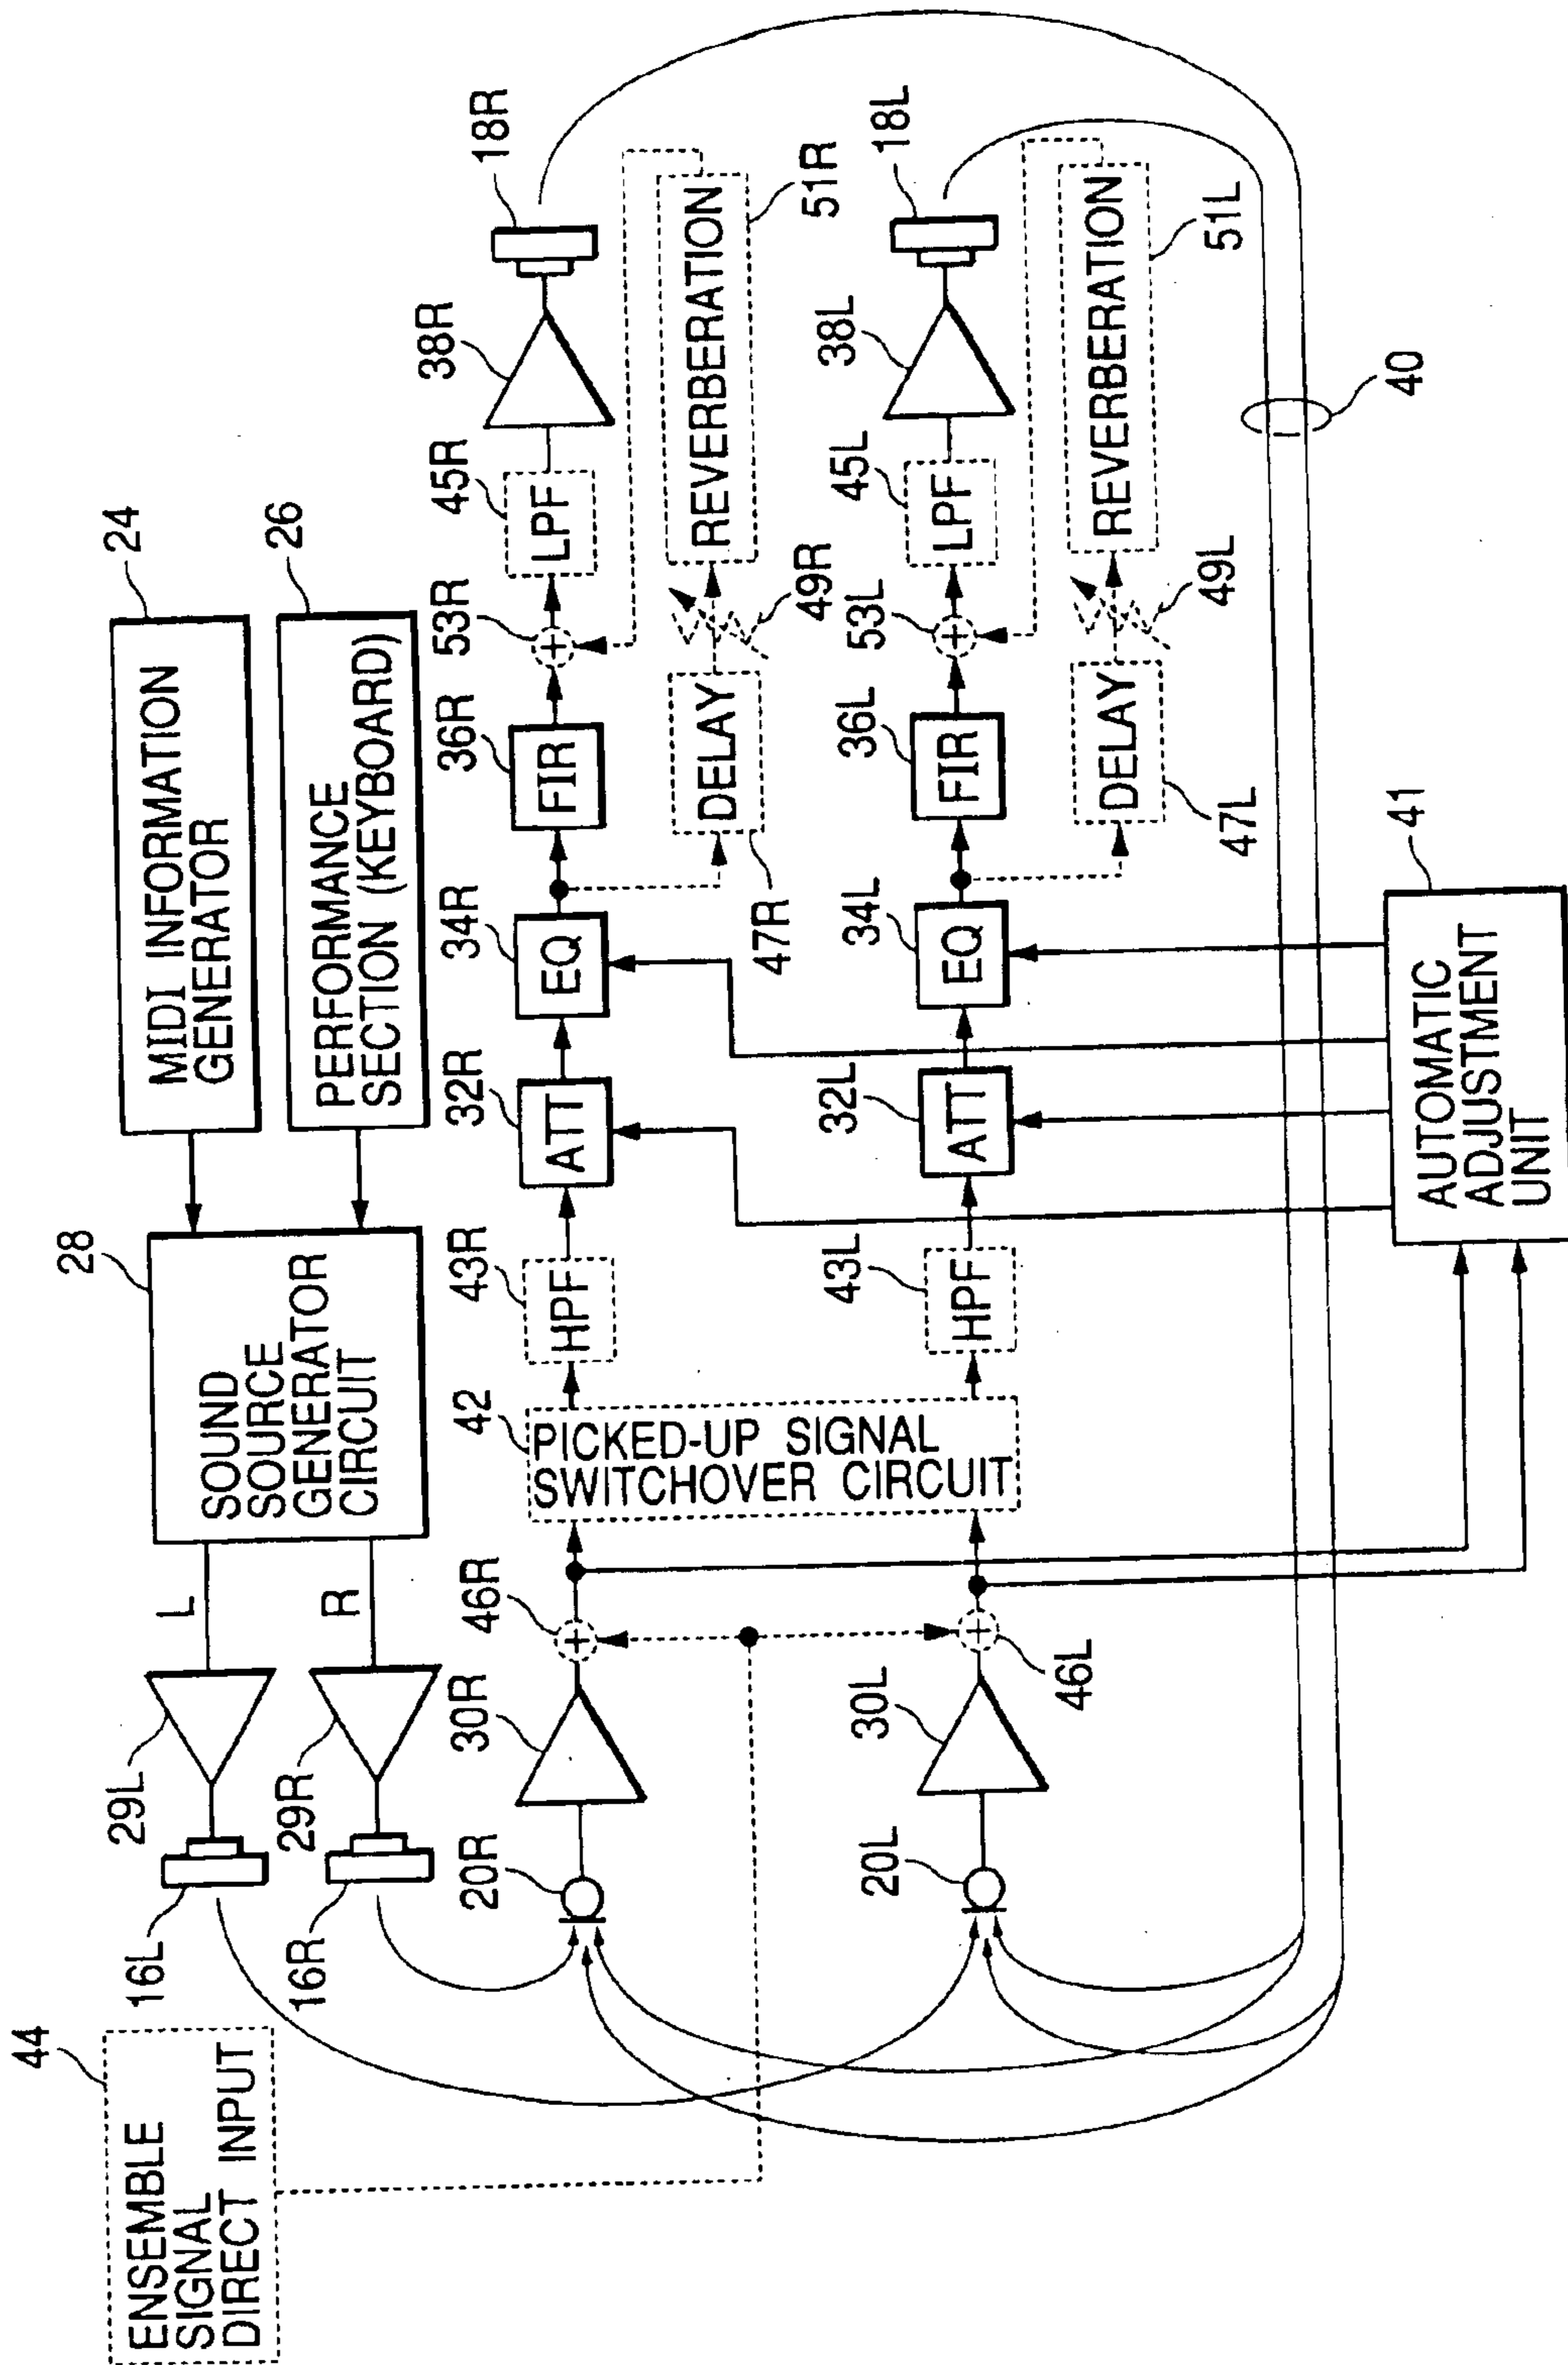 44
ENSEMBLE
SIGNAL
DIRECT INPUT
16L
29L
L
28
SOUND
SOURCE
GENERATOR
CIRCUIT
24
MIDI INFORMATION
GENERATOR
16R
29R
R
26
PERFORMANCE
SECTION (KEYBOARD)
20R
30R
46R
42
PICKED-UP SIGNAL
SWITCHOVER CIRCUIT
43R
HPF
32R
ATT
34R
EQ
36R
FIR
53R
45R
LPF
38R
18R
47R
DELAY
49R
REVERBERATION
51R
20L
30L
46L
43L
HPF
32L
ATT
34L
EQ
36L
FIR
53L
45L
LPF
38L
18L
47L
DELAY
49L
REVERBERATION
51L
40
41
AUTOMATIC
ADJUSTMENT
UNIT